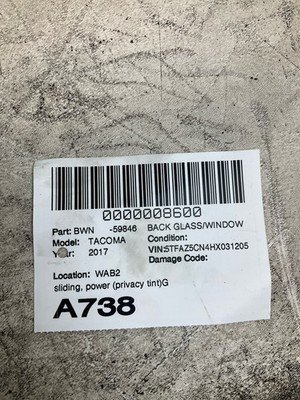 0000008600
Part: BWN -59846 BACK GLASS/WINDOW
Model: TACOMA Condition:
Year: 2017 VIN:5TFAZ5CN4HX031205
Damage Code:
Location: WAB2
sliding, power (privacy tint)G
A738